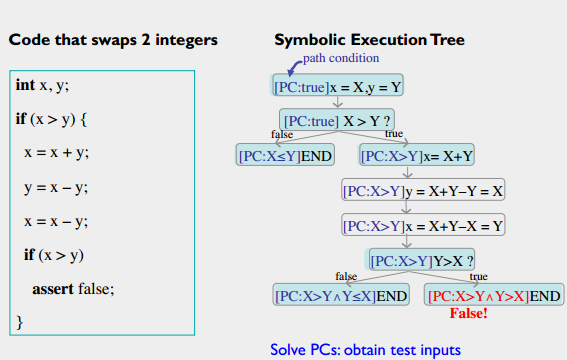 Code that swaps 2 integers
int x, y;
if (x > y) {
x = x + y;
y = x – y;
x = x – y;
if (x > y)
assert false;
}
Symbolic Execution Tree
path condition
[PC:true]x = X,y = Y
[PC:true] X > Y ?
false
true
[PC:X≤Y]END
[PC:X>Y]x= X+Y
[PC:X>Y]y = X+Y–Y = X
[PC:X>Y]x = X+Y–X = Y
[PC:X>Y]Y>X ?
false
true
[PC:X>Y∧Y≤X]END
[PC:X>Y∧Y>X]END
False!
Solve PCs: obtain test inputs